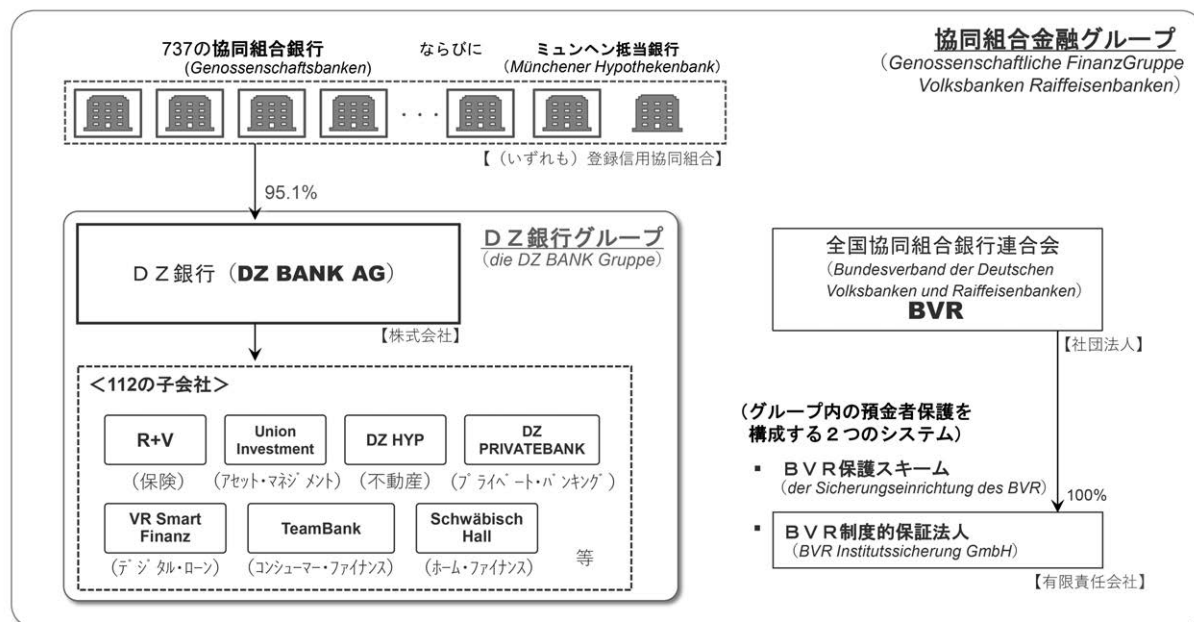 協同組合金融グループ
（Genossenschaftliche FinanzGruppe
Volksbanken Raiffeisenbanken）
737の協同組合銀行
（Genossenschaftsbanken）
ならびに
ミュンヘン抵当銀行
（Münchener Hypothekenbank）
・・・
【（いずれも）登録信用協同組合】
95.1%
ＤＺ銀行グループ
（die DZ BANK Gruppe）
ＤＺ銀行（DZ BANK AG）
【株式会社】
＜112の子会社＞
R+V
（保険）
Union
Investment
（ｱｾｯﾄ・ﾏﾈｼﾞﾒﾝﾄ）
DZ HYP
（不動産）
DZ
PRIVATEBANK
（ﾌﾟﾗｲﾍﾞｰﾄ・ﾊﾞﾝｷﾝｸﾞ）
VR Smart
Finanz
（ﾃﾞｼﾞﾀﾙ・ﾛｰﾝ）
TeamBank
（ｺﾝｼｭｰﾏｰ・ﾌｧｲﾅﾝｽ）
Schwäbisch
Hall
（ﾎｰﾑ・ﾌｧｲﾅﾝｽ）
等
全国協同組合銀行連合会
（Bundesverband der Deutschen
Volksbanken und Raiffeisenbanken）
BVR
【社団法人】
（グループ内の預金者保護を
構成する２つのシステム）
▪ ＢＶＲ保護スキーム
（der Sicherungseinrichtung des BVR）
100%
▪ ＢＶＲ制度的保証法人
（BVR Institutssicherung GmbH）
【有限責任会社】